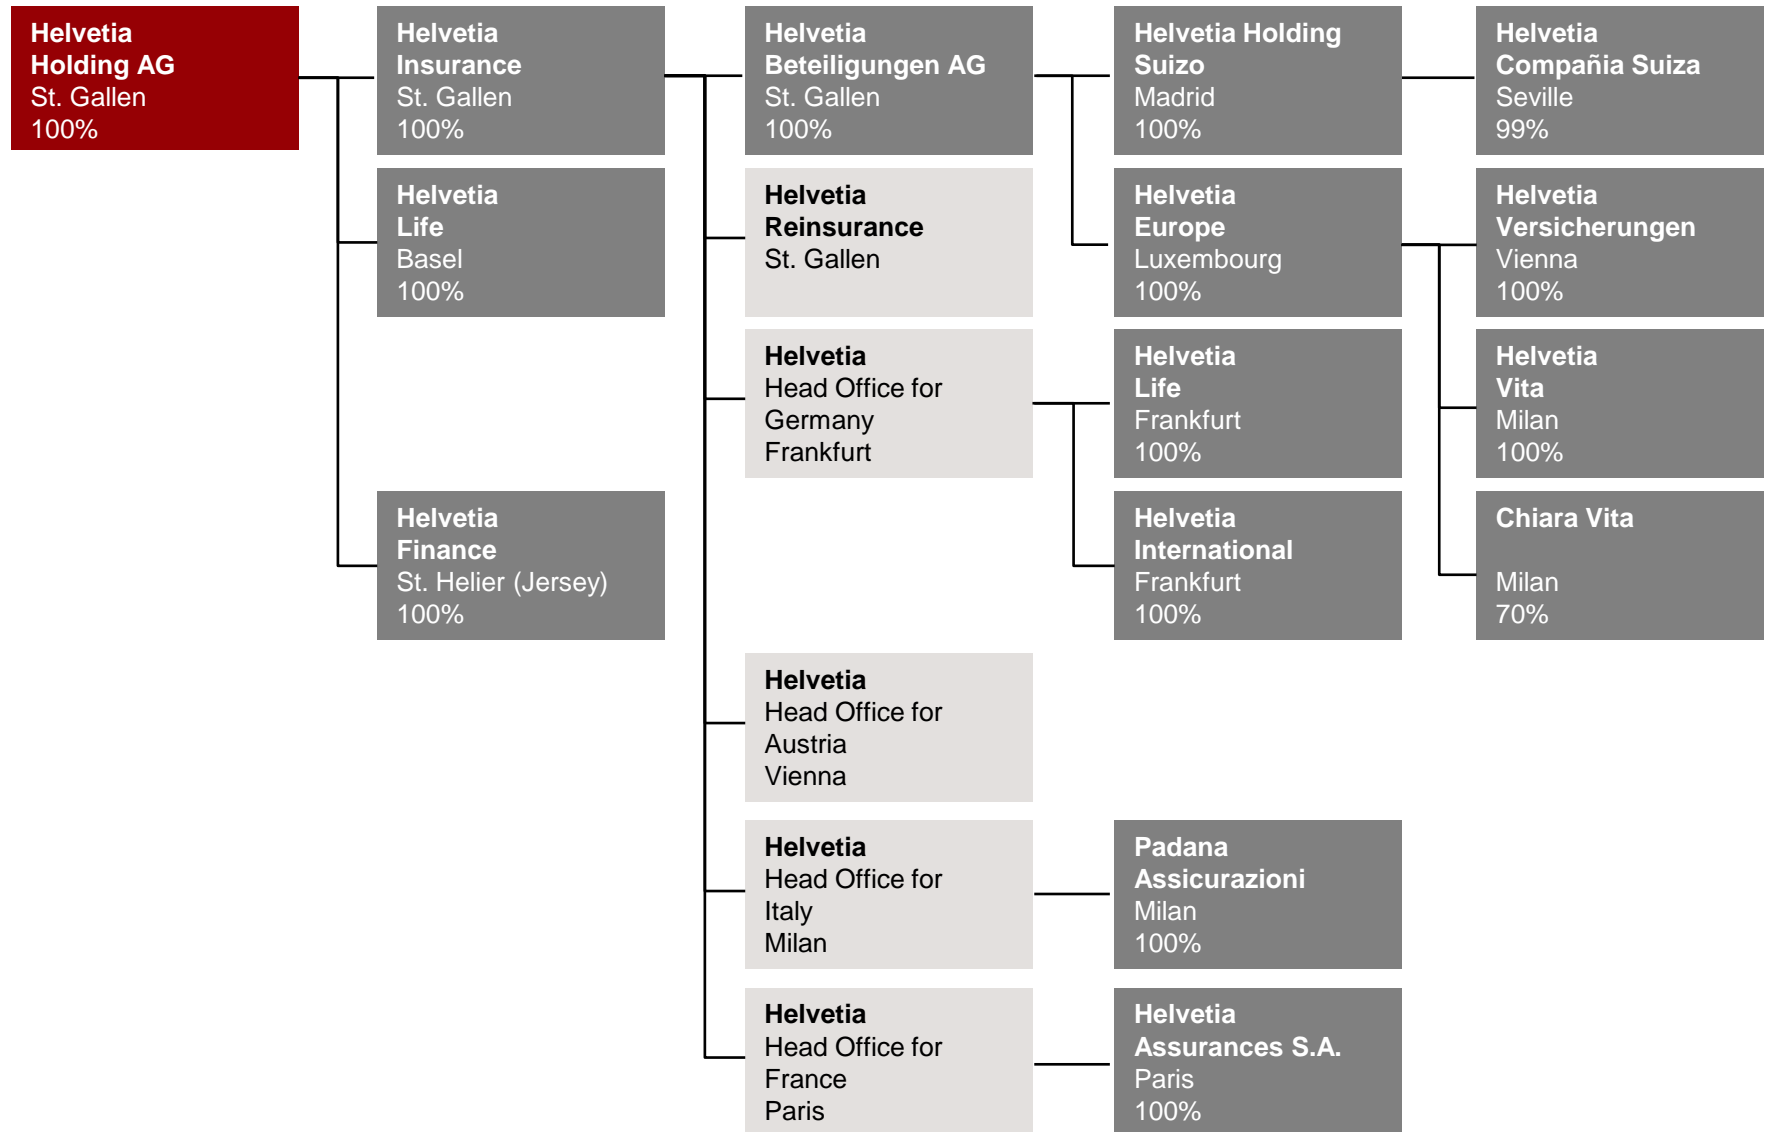 Helvetia
Holding AG
St. Gallen
100%
Helvetia
Insurance
St. Gallen
100%
Helvetia
Beteiligungen AG
St. Gallen
100%
Helvetia Holding
Suizo
Madrid
100%
Helvetia
Compañia Suiza
Seville
99%
Helvetia
Life
Basel
100%
Helvetia
Reinsurance
St. Gallen
Helvetia
Europe
Luxembourg
100%
Helvetia
Versicherungen
Vienna
100%
Helvetia
Head Office for
Germany
Frankfurt
Helvetia
Life
Frankfurt
100%
Helvetia
Vita
Milan
100%
Helvetia
Finance
St. Helier (Jersey)
100%
Helvetia
International
Frankfurt
100%
Chiara Vita
Milan
70%
Helvetia
Head Office for
Austria
Vienna
Helvetia
Head Office for
Italy
Milan
Padana
Assicurazioni
Milan
100%
Helvetia
Head Office for
France
Paris
Helvetia
Assurances S.A.
Paris
100%